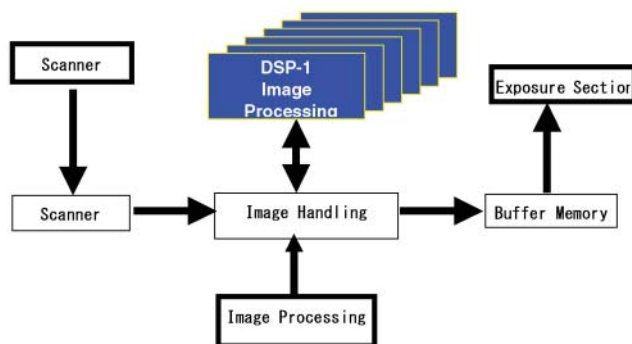 Scanner
DSP-1
Image
Processing
Exposure Section
Scanner
Image Handling
Buffer Memory
Image Processing